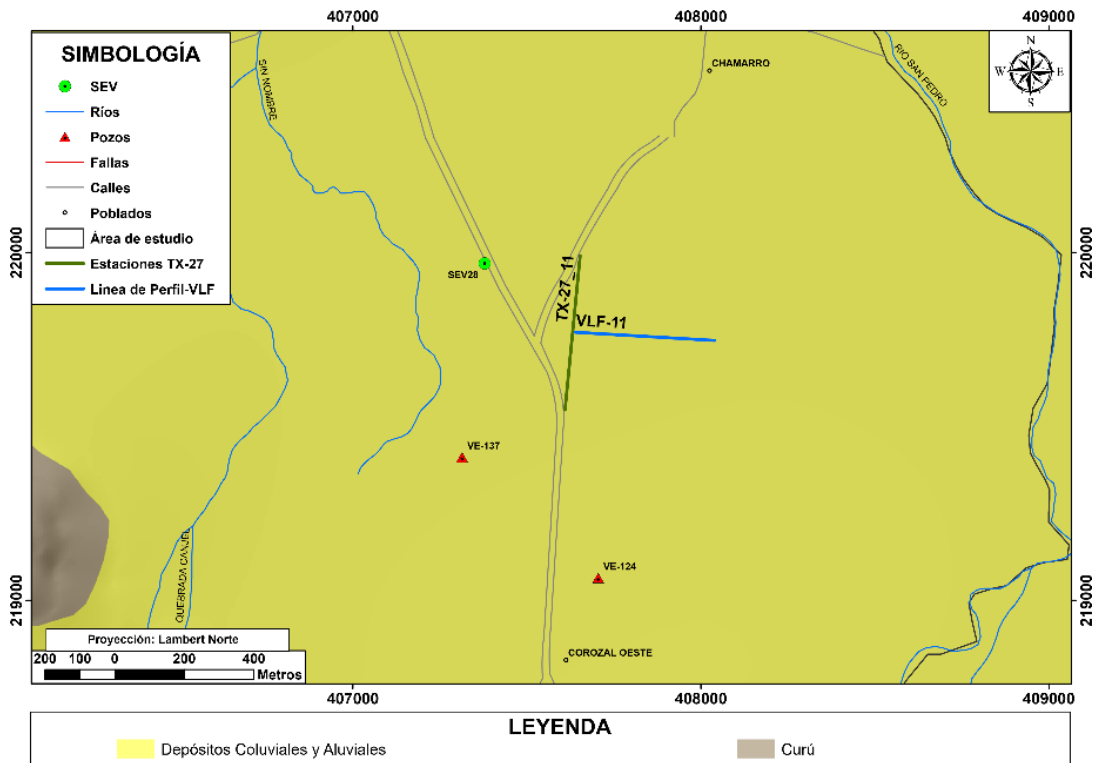 407000
408000
409000
SIMBOLOGÍA
SEV
Ríos
Pozos
Fallas
Calles
Poblados
Área de estudio
Estaciones TX-27
Linea de Perfil-VLF
SIN NOMBRE
CHAMARRO
RIO SAN PEDRO
N
W
E
S
220000
220000
SEV28
TX-27_11
VLF-11
VE-137
VE-124
QUEBRADA CANJEL
219000
219000
COROZAL OESTE
Proyección: Lambert Norte
200 100 0 200 400
Metros
407000
408000
409000
LEYENDA
Depósitos Coluviales y Aluviales
Curú